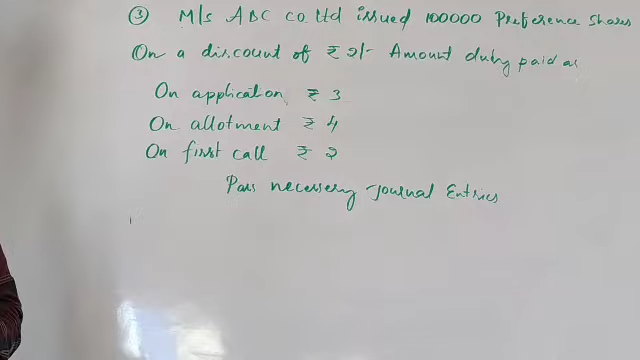 ③ M/s ABC co ltd issued 100000 Preference shares
On a discount of ₹ 2/- Amount duly paid as
On application ₹ 3
On allotment ₹ 4
On first call ₹ 2
Pass necessery Journal Entries